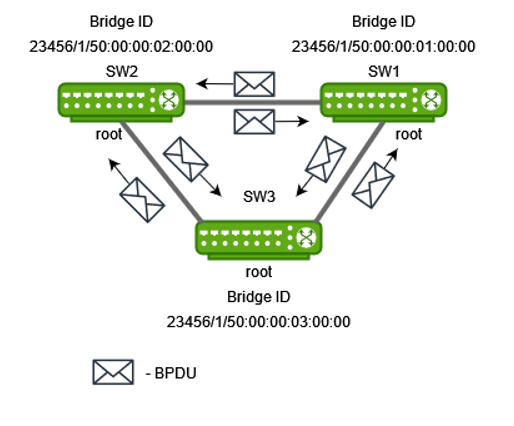 Bridge ID
23456/1/50:00:00:02:00:00
SW2
root
Bridge ID
23456/1/50:00:00:01:00:00
SW1
root
SW3
root
Bridge ID
23456/1/50:00:00:03:00:00
- BPDU